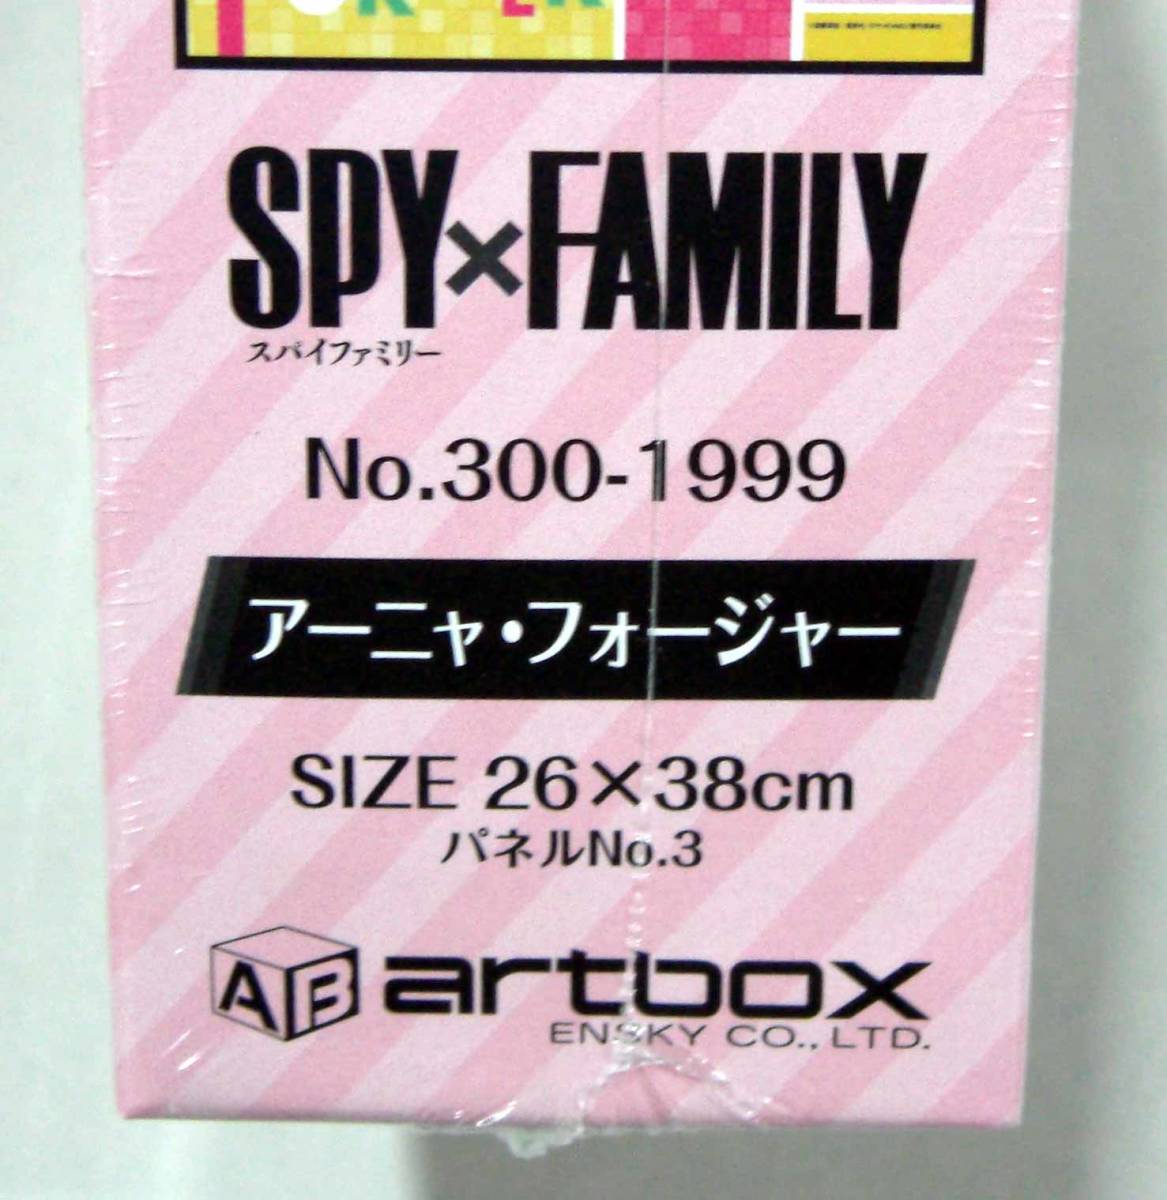 SPY×FAMILY
スパイファミリー
No.300-1999
アーニャ・フォージャー
SIZE 26×38cm
パネルNo.3
AB artbox
ENSKY CO., LTD.